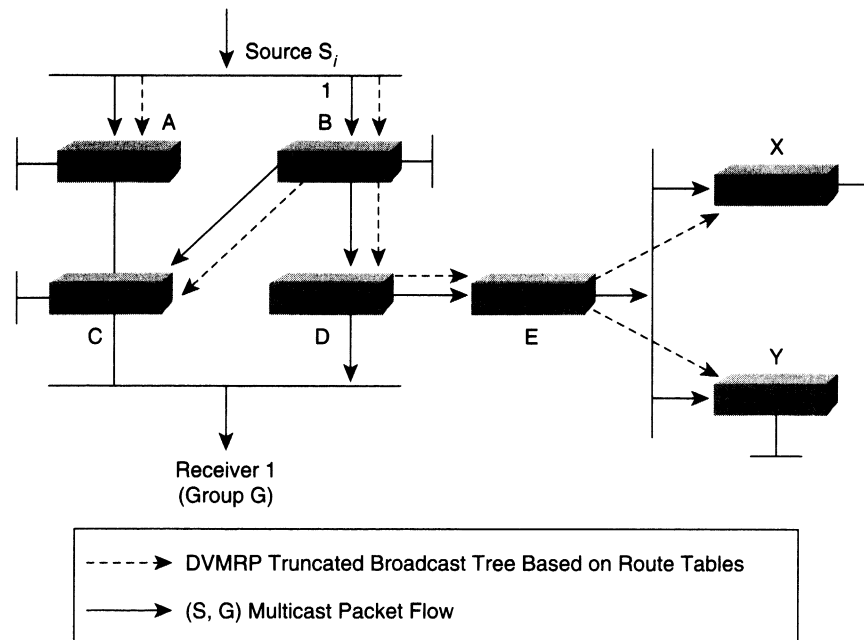 Source Si
1
A
B
X
C
D
E
Y
Receiver 1
(Group G)
DVMRP Truncated Broadcast Tree Based on Route Tables
(S, G) Multicast Packet Flow